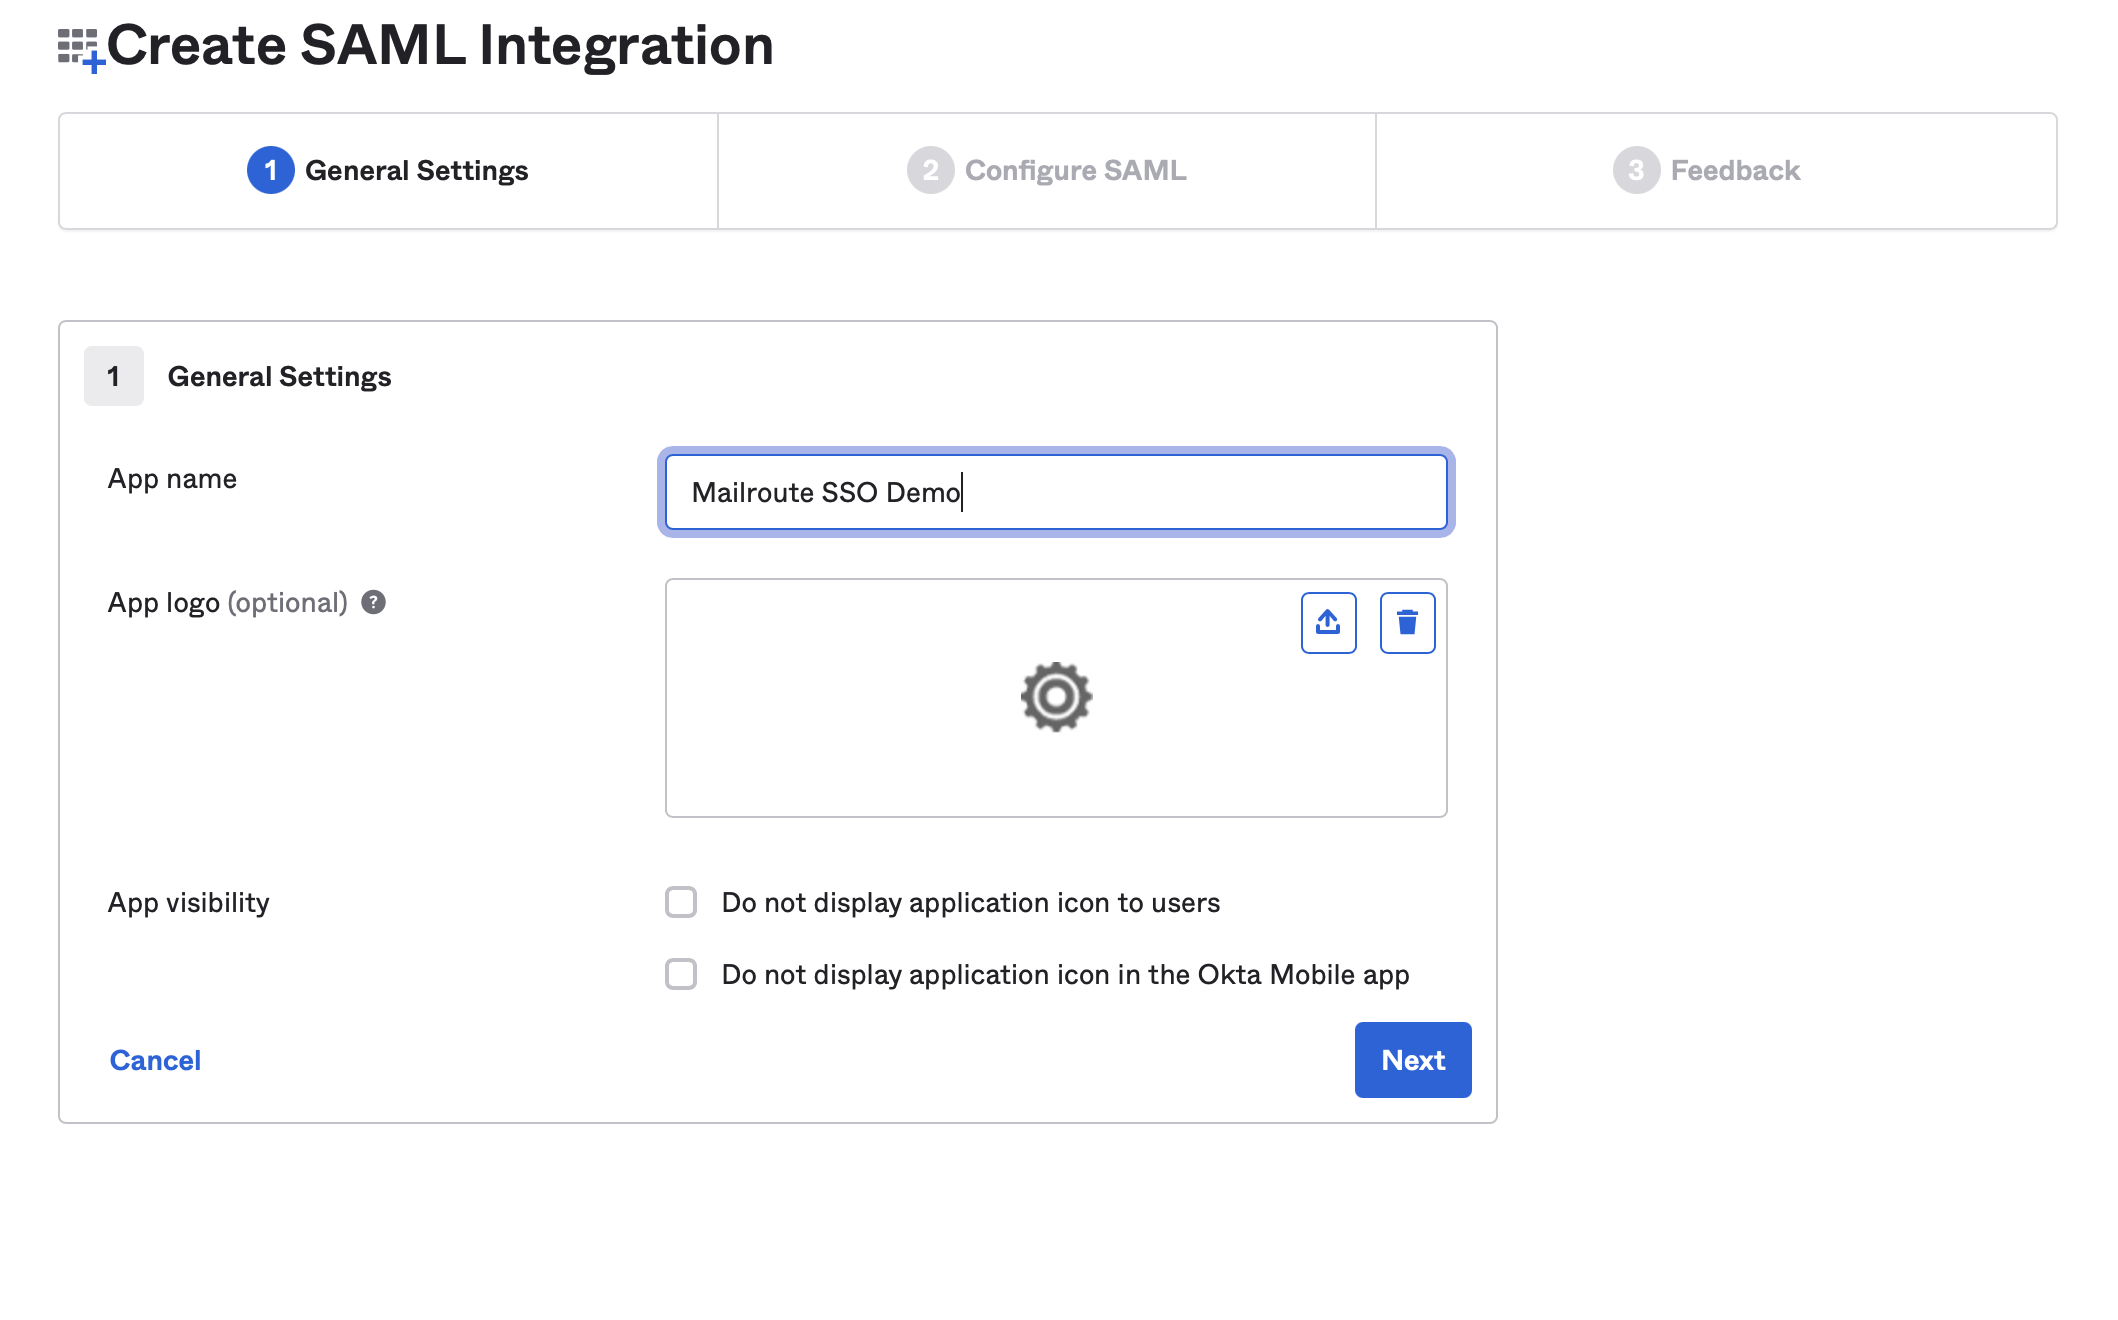 Create SAML Integration
1 General Settings
2 Configure SAML
3 Feedback
1 General Settings
App name
Mailroute SSO Demo
App logo (optional) ?
App visibility
Do not display application icon to users
Do not display application icon in the Okta Mobile app
Cancel
Next